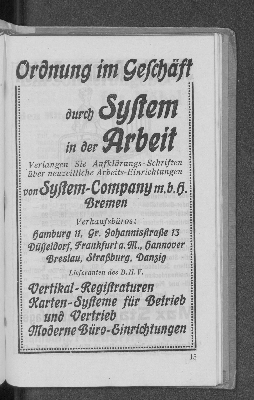 Ordnung im Geschäft
durch System
in der Arbeit
Verlangen Sie Aufklärungs-Schriften
über neuzeitliche Arbeits-Einrichtungen
von System-Company m.b.H.
Bremen
Verkaufsbüros:
Hamburg 11, Gr. Johannisstraße 13
Düsseldorf, Frankfurt a. M., Hannover
Breslau, Straßburg, Danzig
Lieferanten des D.H.V.
Vertikal-Registraturen
Karten-Systeme für Betrieb
und Vertrieb
Moderne Büro-Einrichtungen